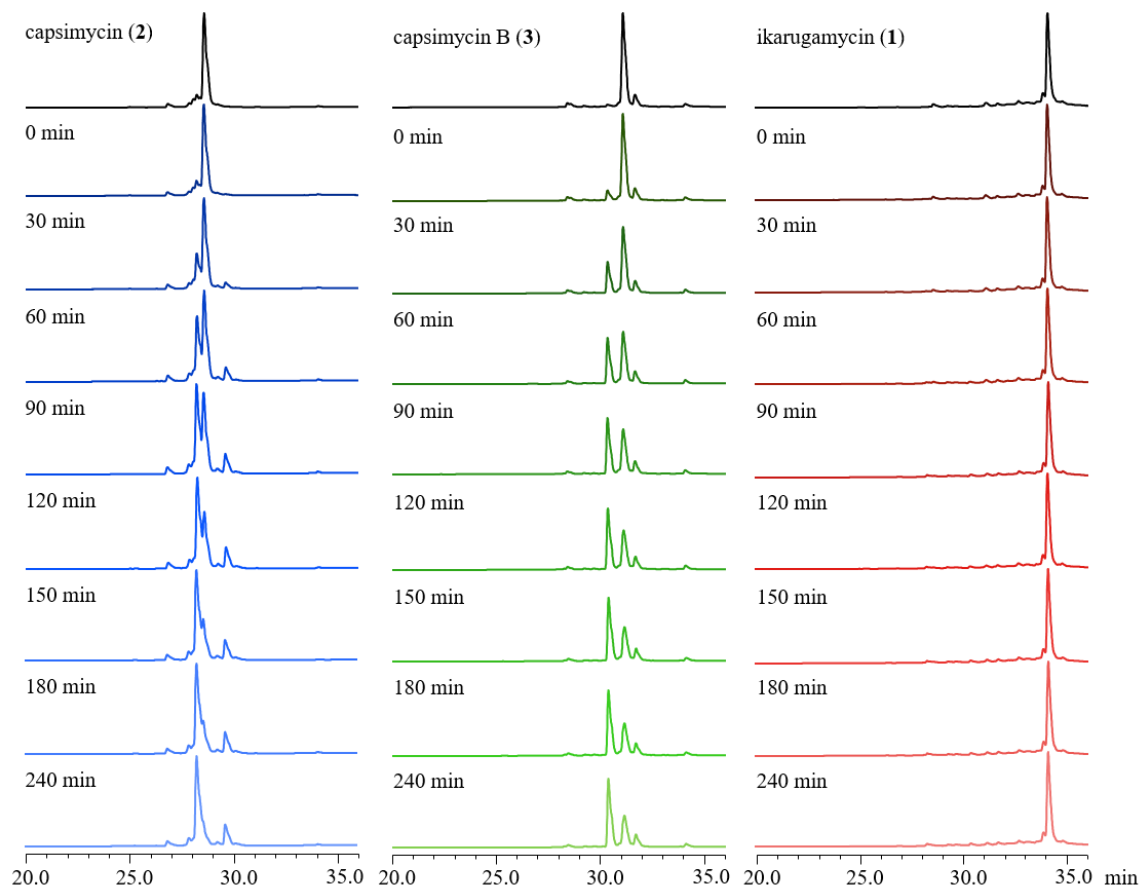 capsimycin (2) capsimycin B (3) ikarugamycin (1)
0 min 0 min 0 min
30 min 30 min 30 min
60 min 60 min 60 min
90 min 90 min 90 min
120 min 120 min 120 min
150 min 150 min 150 min
180 min 180 min 180 min
240 min 240 min 240 min
20.0 25.0 30.0 35.0 20.0 25.0 30.0 35.0 20.0 25.0 30.0 35.0 min